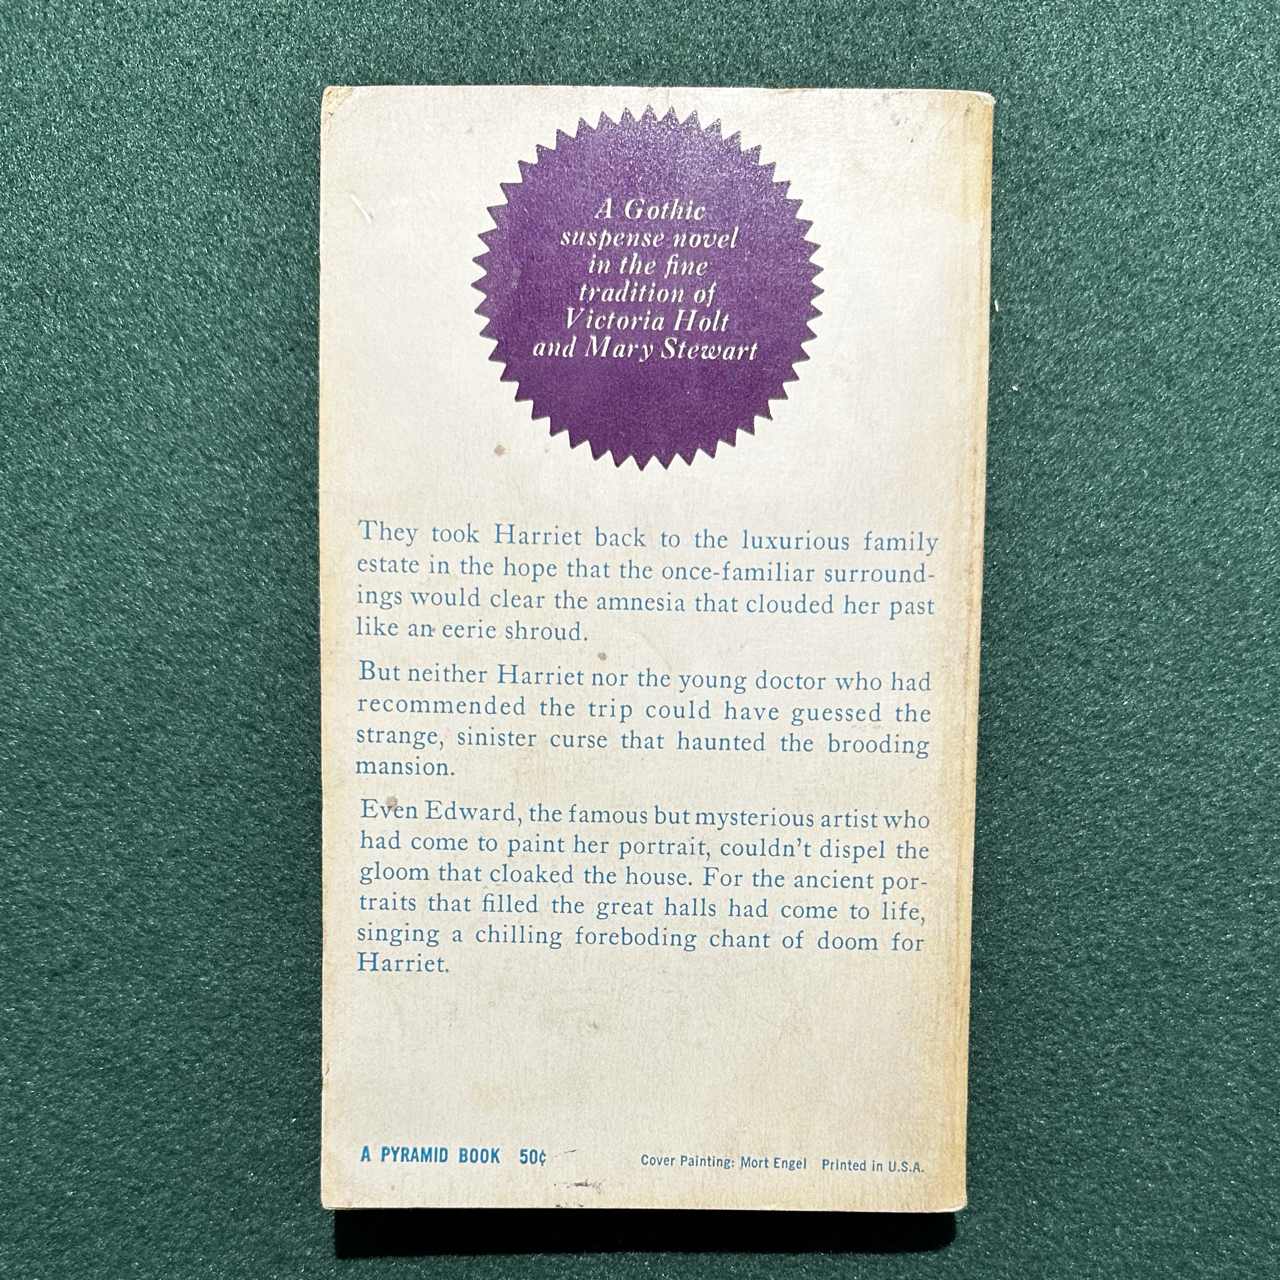 A Gothic
suspense novel
in the fine
tradition of
Victoria Holt
and Mary Stewart
They took Harriet back to the luxurious family
estate in the hope that the once-familiar surround-
ings would clear the amnesia that clouded her past
like an eerie shroud.
But neither Harriet nor the young doctor who had
recommended the trip could have guessed the
strange, sinister curse that haunted the brooding
mansion.
Even Edward, the famous but mysterious artist who
had come to paint her portrait, couldn't dispel the
gloom that cloaked the house. For the ancient por-
traits that filled the great halls had come to life,
singing a chilling foreboding chant of doom for
Harriet.
A PYRAMID BOOK 50¢
Cover Painting: Mort Engel Printed in U.S.A.